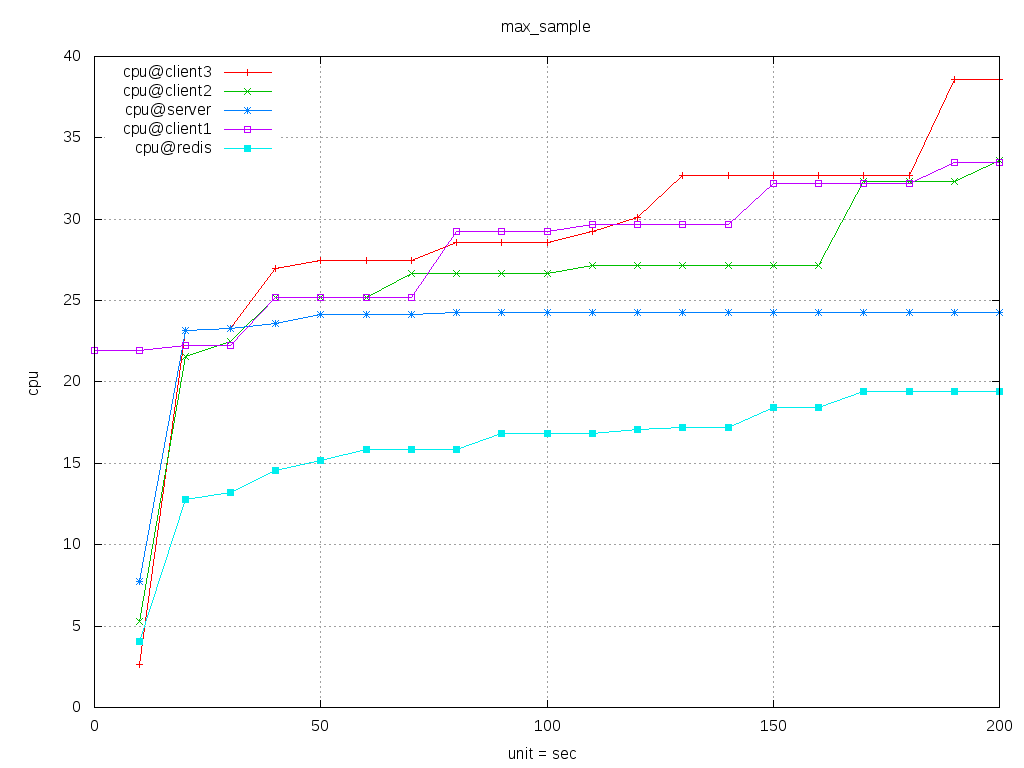 max_sample
cpu@client3
cpu@client2
cpu@server
cpu@client1
cpu@redis
40
35
30
25
20
15
10
5
0
cpu
0 50 100 150 200
unit = sec